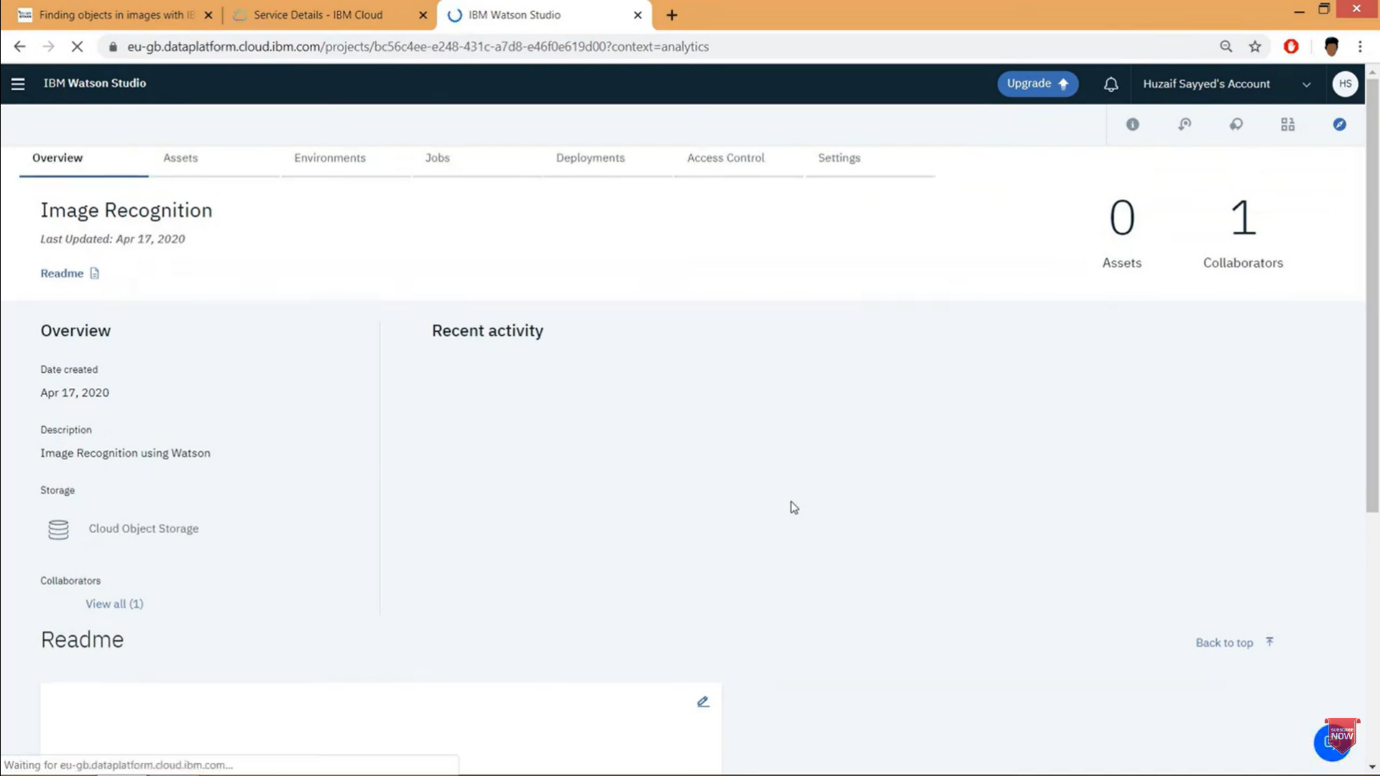 Finding objects in images with IB
Service Details - IBM Cloud
IBM Watson Studio
eu-gb.dataplatform.cloud.ibm.com/projects/bc56c4ee-e248-431c-a7d8-e46f0e619d00?context=analytics
IBM Watson Studio
Upgrade
Huzaif Sayyed's Account
HS
Overview
Assets
Environments
Jobs
Deployments
Access Control
Settings
Image Recognition
Last Updated: Apr 17, 2020
Readme
0
Assets
1
Collaborators
Overview
Date created
Apr 17, 2020
Description
Image Recognition using Watson
Storage
Cloud Object Storage
Collaborators
View all (1)
Recent activity
Readme
Back to top
SUBSCRIBE
NOW
Waiting for eu-gb.dataplatform.cloud.ibm.com...